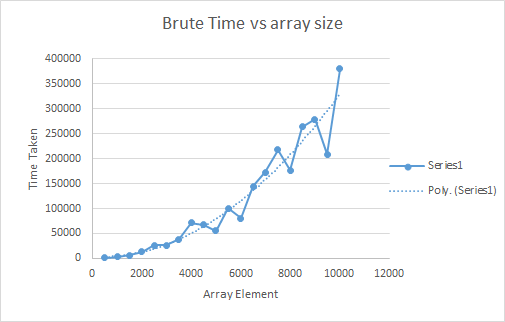 Brute Time vs array size
400000
350000
300000
250000
200000
150000
100000
50000
0
Time Taken
0 2000 4000 6000 8000 10000 12000
Array Element
Series1
Poly. (Series1)